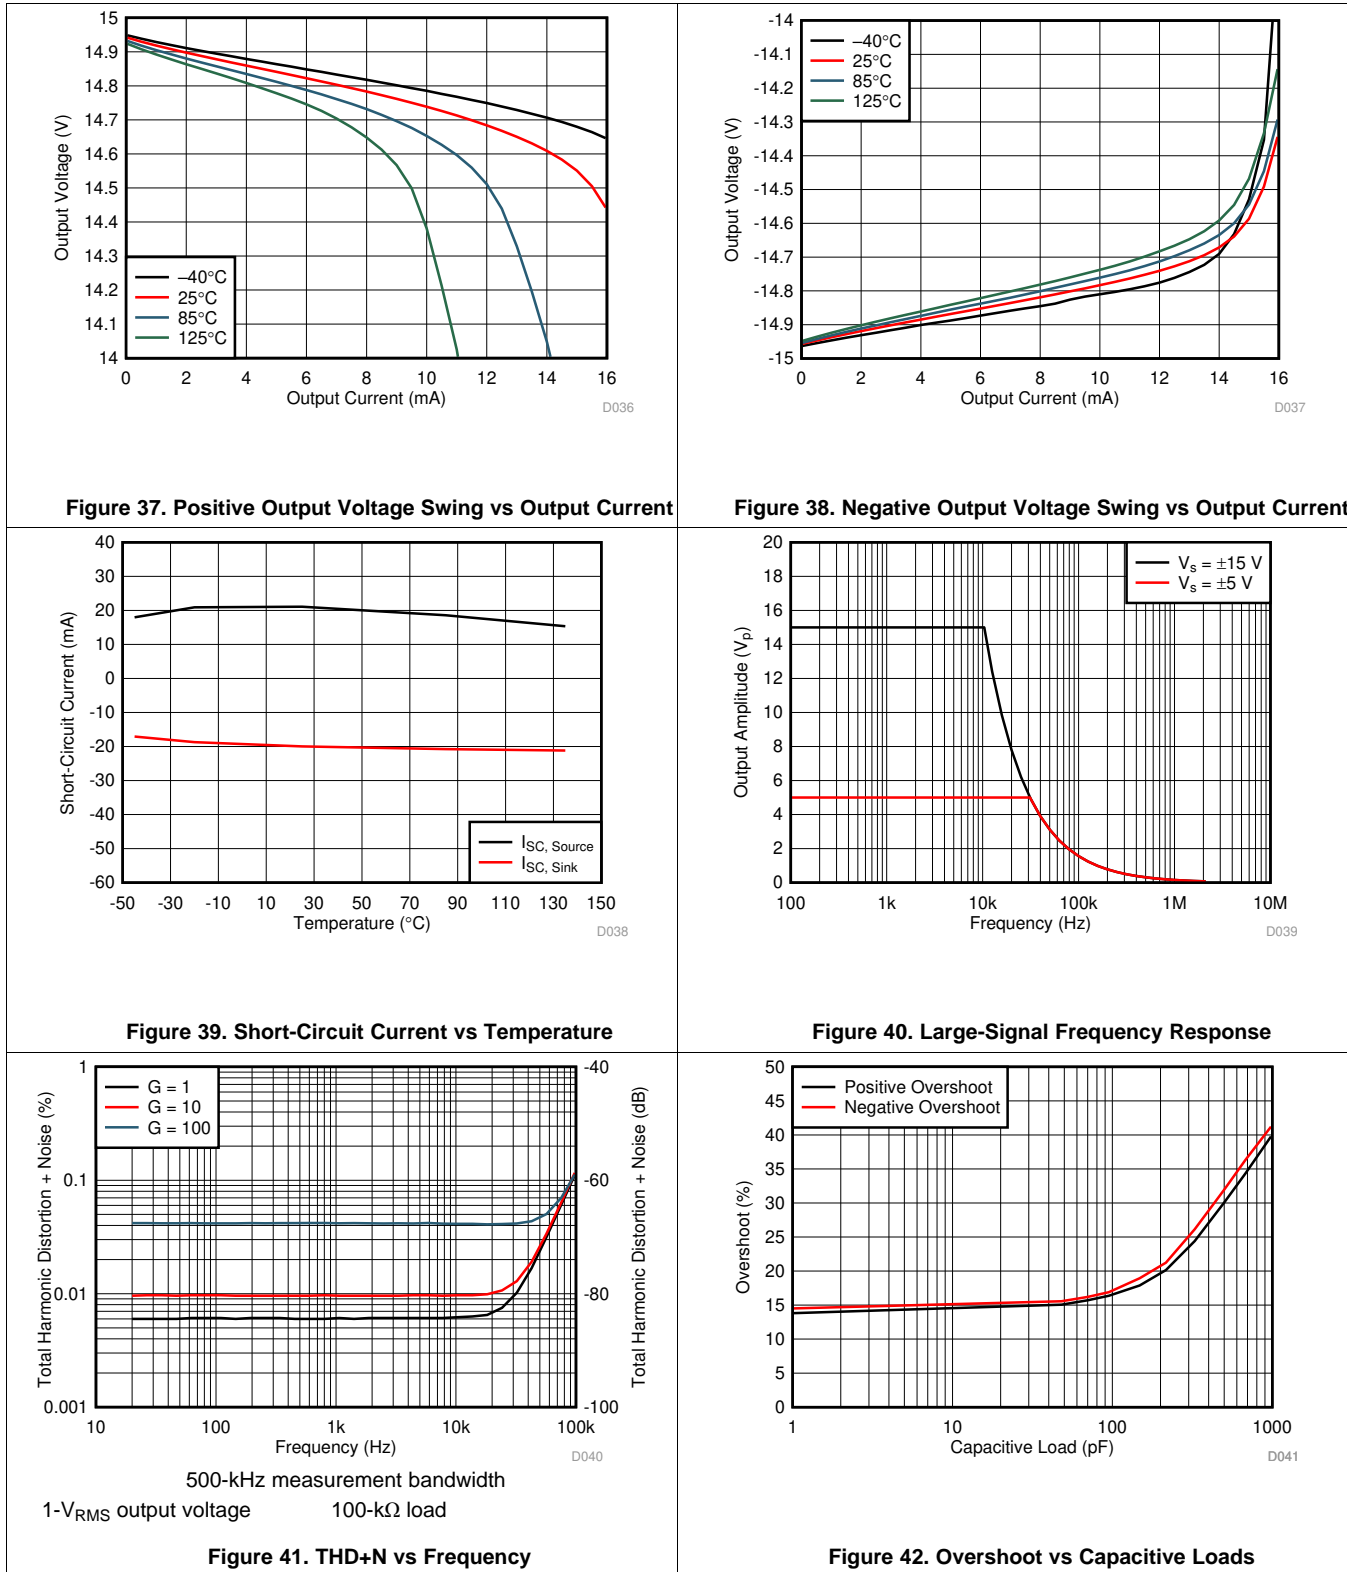 15
14.9
14.8
14.7
14.6
14.5
14.4
14.3
14.2
14.1
14
Output Voltage (V)
–40°C
25°C
85°C
125°C
0 2 4 6 8 10 12 14 16
Output Current (mA)
D036
Figure 37. Positive Output Voltage Swing vs Output Current
-14
-14.1
-14.2
-14.3
-14.4
-14.5
-14.6
-14.7
-14.8
-14.9
-15
Output Voltage (V)
–40°C
25°C
85°C
125°C
0 2 4 6 8 10 12 14 16
Output Current (mA)
D037
Figure 38. Negative Output Voltage Swing vs Output Current
40
30
20
10
0
-10
-20
-30
-40
-50
-60
Short-Circuit Current (mA)
ISC, Source
ISC, Sink
-50 -30 -10 10 30 50 70 90 110 130 150
Temperature (°C)
D038
Figure 39. Short-Circuit Current vs Temperature
20
18
16
14
12
10
8
6
4
2
0
Output Amplitude (Vp)
Vs = ±15 V
Vs = ±5 V
100 1k 10k 100k 1M 10M
Frequency (Hz)
D039
Figure 40. Large-Signal Frequency Response
1
0.1
0.01
0.001
Total Harmonic Distortion + Noise (%)
G = 1
G = 10
G = 100
-40
-60
-80
-100
Total Harmonic Distortion + Noise (dB)
10 100 1k 10k 100k
Frequency (Hz)
D040
500-kHz measurement bandwidth
1-VRMS output voltage 100-kΩ load
Figure 41. THD+N vs Frequency
50
45
40
35
30
25
20
15
10
5
0
Overshoot (%)
Positive Overshoot
Negative Overshoot
1 10 100 1000
Capacitive Load (pF)
D041
Figure 42. Overshoot vs Capacitive Loads